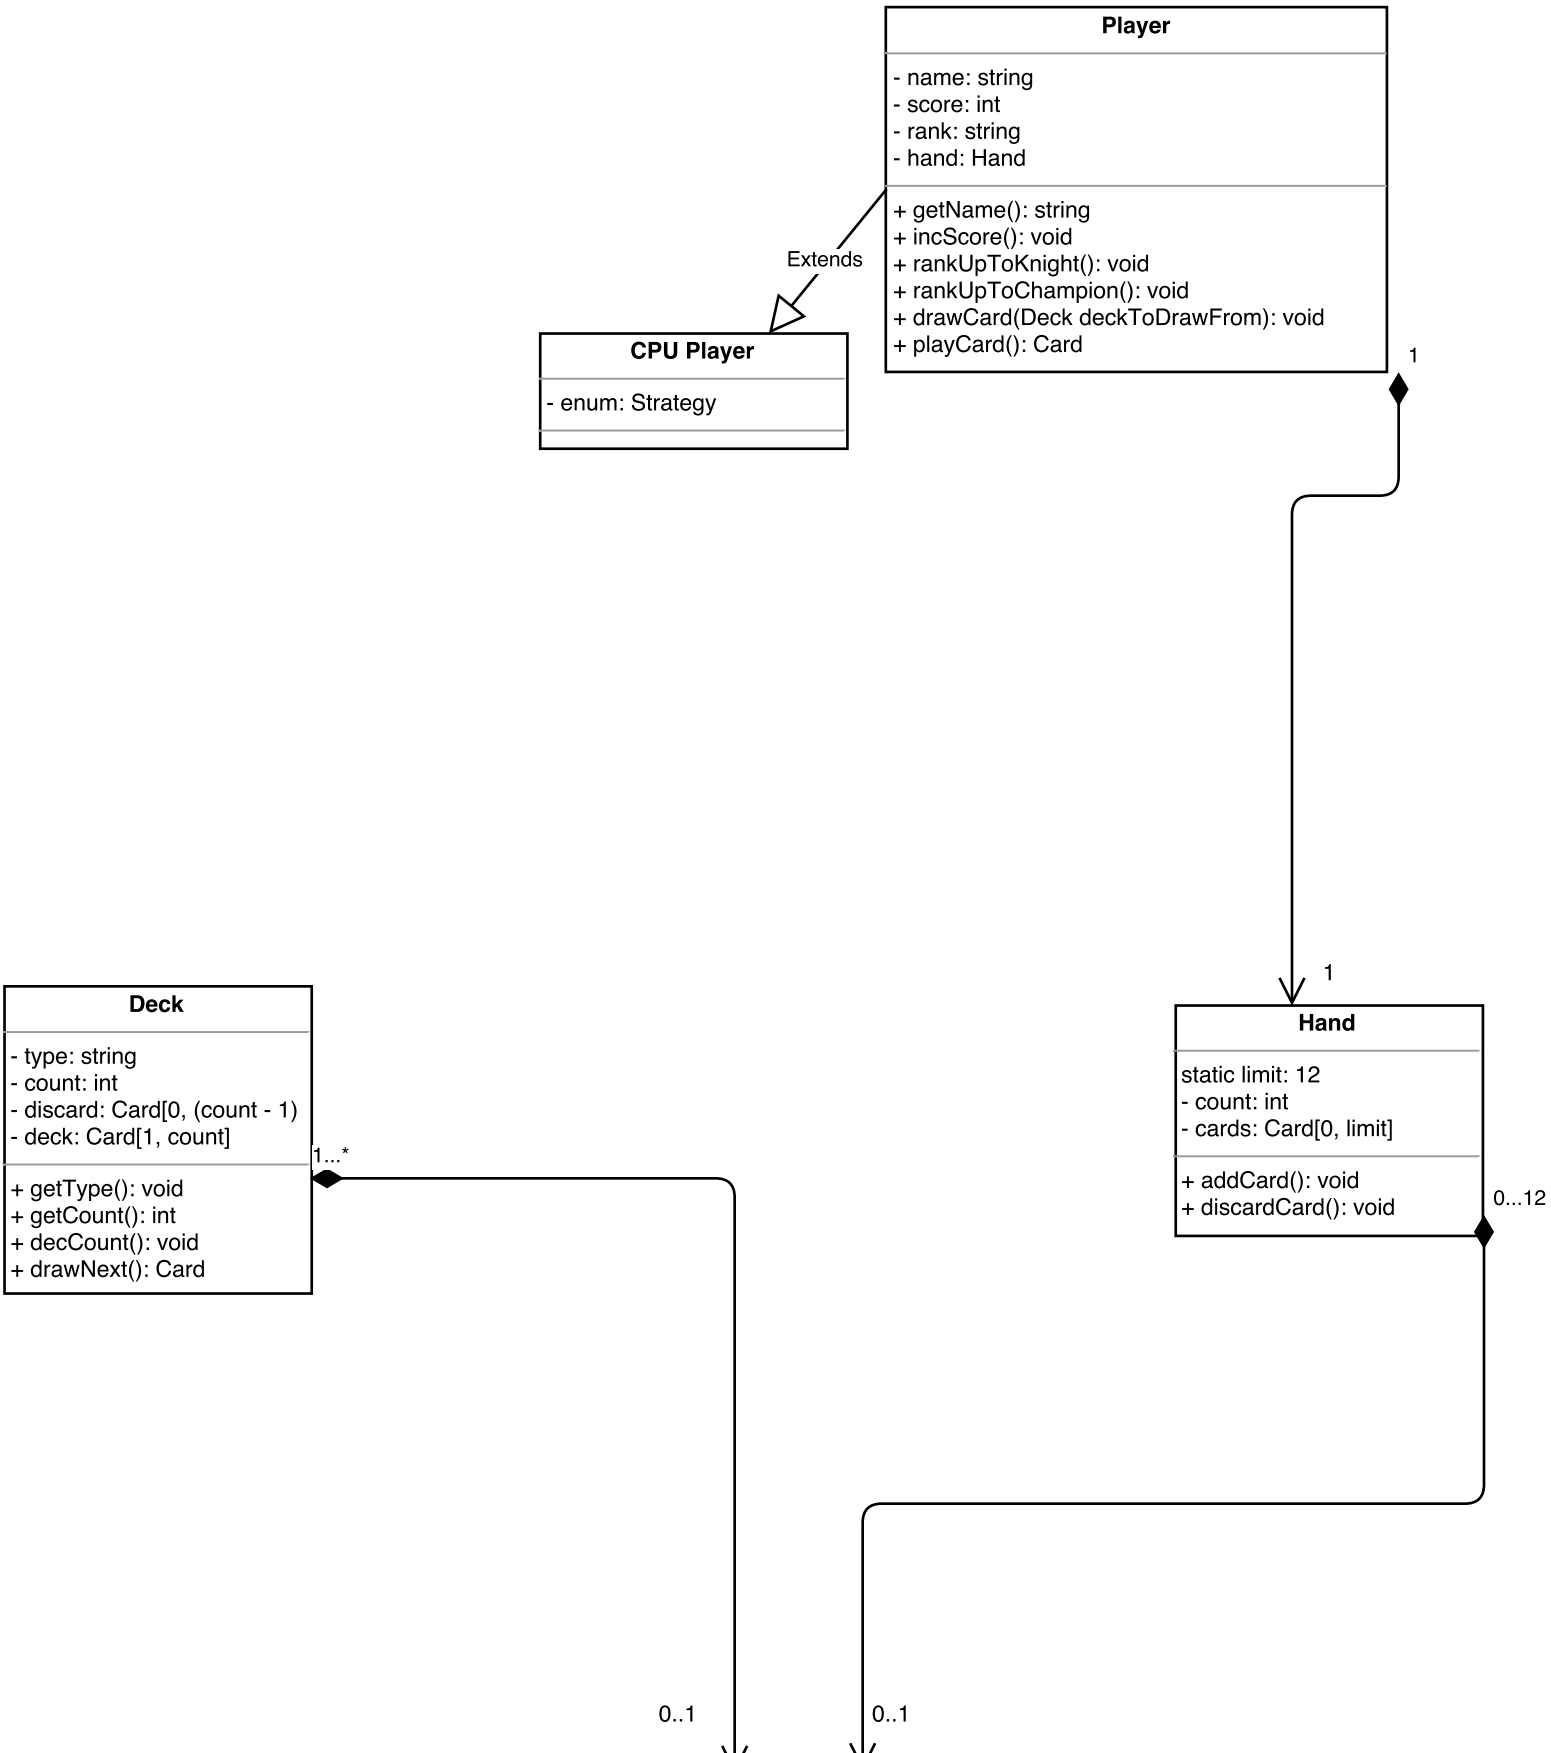 Player
- name: string
- score: int
- rank: string
- hand: Hand
+ getName(): string
+ incScore(): void
+ rankUpToKnight(): void
+ rankUpToChampion(): void
+ drawCard(Deck deckToDrawFrom): void
+ playCard(): Card
Extends
CPU Player
- enum: Strategy
1
1
Deck
- type: string
- count: int
- discard: Card[0, (count - 1)
- deck: Card[1, count]
1...*
+ getType(): void
+ getCount(): int
+ decCount(): void
+ drawNext(): Card
Hand
static limit: 12
- count: int
- cards: Card[0, limit]
+ addCard(): void
+ discardCard(): void
0...12
0..1
0..1